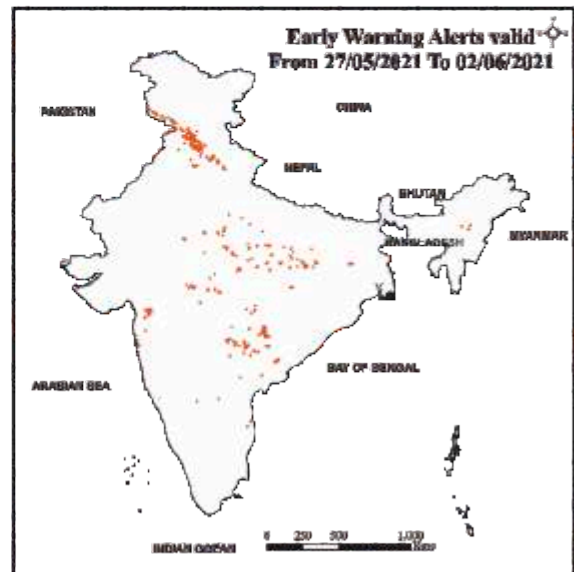 Early Warning Alerts valid
From 27/05/2021 To 02/06/2021
PAKISTAN
CHINA
NEPAL
BHUTAN
BANGLADESH
MYANMAR
ARABIAN SEA
BAY OF BENGAL
INDIAN OCEAN
0 250 500 1,000
Kms